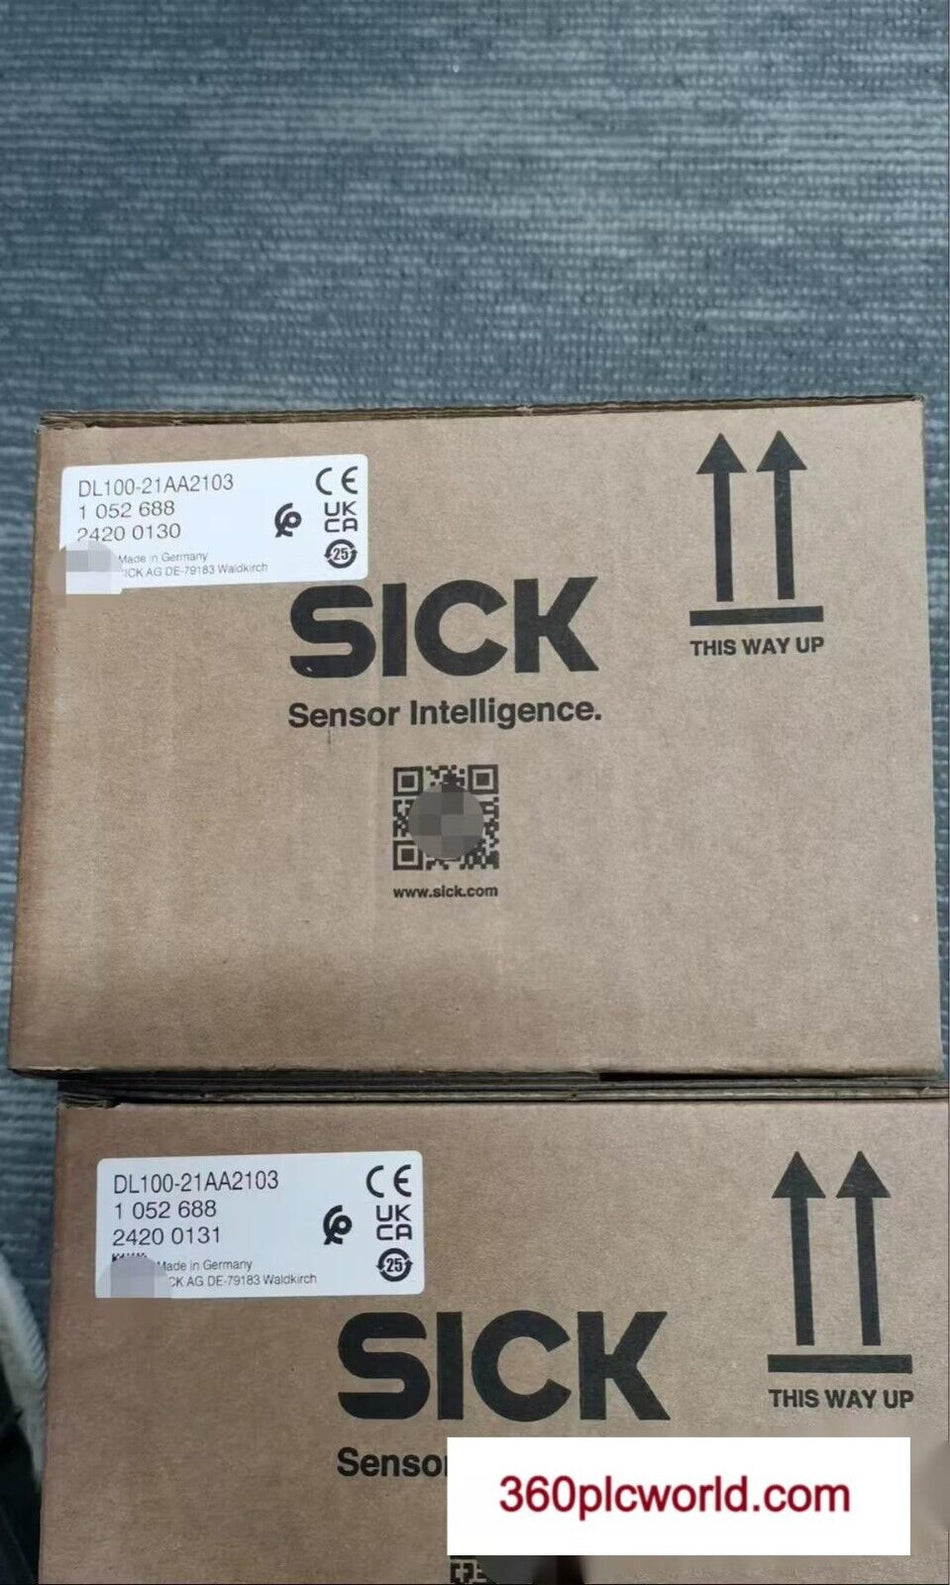 DL100-21AA2103
1 052 688
2420 0130
Made in Germany
SICK AG DE-79183 Waldkirch
CE
UK
CA
25
SICK
Sensor Intelligence.
www.sick.com
THIS WAY UP
DL100-21AA2103
1 052 688
2420 0131
Made in Germany
CK AG DE-79183 Waldkirch
CE
UK
CA
25
SICK
Senso
THIS WAY UP
360plcworld.com